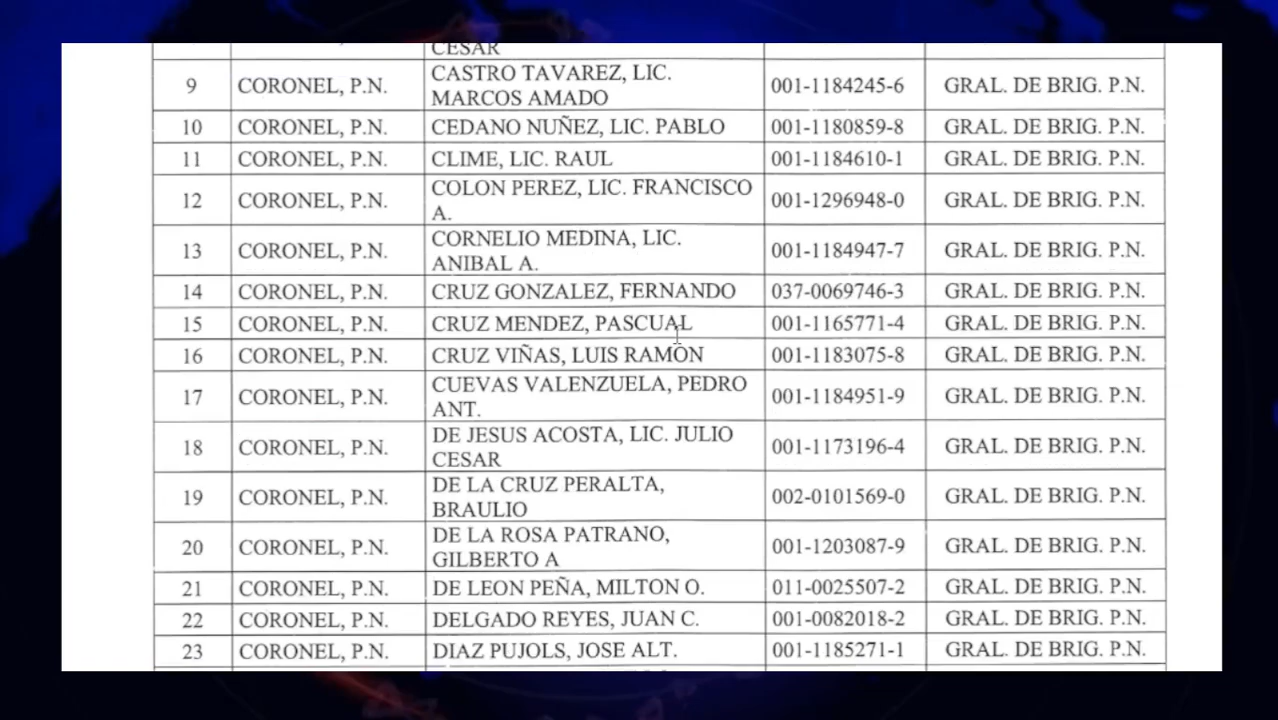 CESAR
9 CORONEL, P.N. CASTRO TAVAREZ, LIC. MARCOS AMADO 001-1184245-6 GRAL. DE BRIG. P.N.
10 CORONEL, P.N. CEDANO NUÑEZ, LIC. PABLO 001-1180859-8 GRAL. DE BRIG. P.N.
11 CORONEL, P.N. CLIME, LIC. RAUL 001-1184610-1 GRAL. DE BRIG. P.N.
12 CORONEL, P.N. COLON PEREZ, LIC. FRANCISCO A. 001-1296948-0 GRAL. DE BRIG. P.N.
13 CORONEL, P.N. CORNELIO MEDINA, LIC. ANIBAL A. 001-1184947-7 GRAL. DE BRIG. P.N.
14 CORONEL, P.N. CRUZ GONZALEZ, FERNANDO 037-0069746-3 GRAL. DE BRIG. P.N.
15 CORONEL, P.N. CRUZ MENDEZ, PASCUAL 001-1165771-4 GRAL. DE BRIG. P.N.
16 CORONEL, P.N. CRUZ VIÑAS, LUIS RAMON 001-1183075-8 GRAL. DE BRIG. P.N.
17 CORONEL, P.N. CUEVAS VALENZUELA, PEDRO ANT. 001-1184951-9 GRAL. DE BRIG. P.N.
18 CORONEL, P.N. DE JESUS ACOSTA, LIC. JULIO CESAR 001-1173196-4 GRAL. DE BRIG. P.N.
19 CORONEL, P.N. DE LA CRUZ PERALTA, BRAULIO 002-0101569-0 GRAL. DE BRIG. P.N.
20 CORONEL, P.N. DE LA ROSA PATRANO, GILBERTO A 001-1203087-9 GRAL. DE BRIG. P.N.
21 CORONEL, P.N. DE LEON PEÑA, MILTON O. 011-0025507-2 GRAL. DE BRIG. P.N.
22 CORONEL, P.N. DELGADO REYES, JUAN C. 001-0082018-2 GRAL. DE BRIG. P.N.
23 CORONEL, P.N. DIAZ PUJOLS, JOSE ALT. 001-1185271-1 GRAL. DE BRIG. P.N.